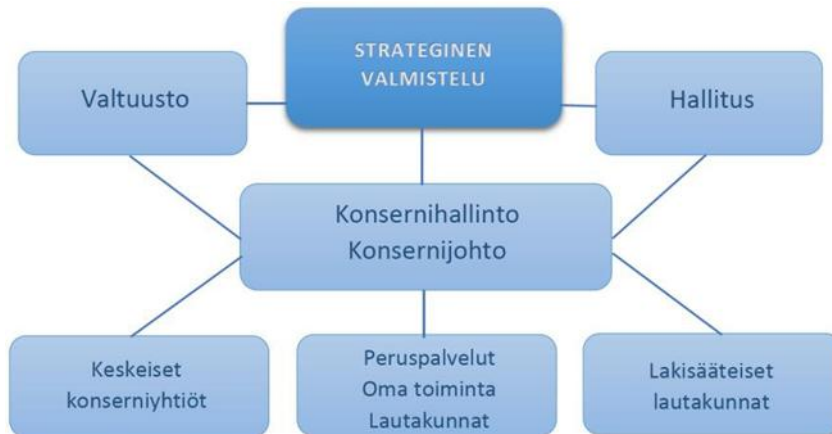 STRATEGINEN
VALMISTELU
Valtuusto
Hallitus
Konsernihallinto
Konsernijohto
Keskeiset
konserniyhtiöt
Peruspalvelut
Oma toiminta
Lautakunnat
Lakisääteiset
lautakunnat